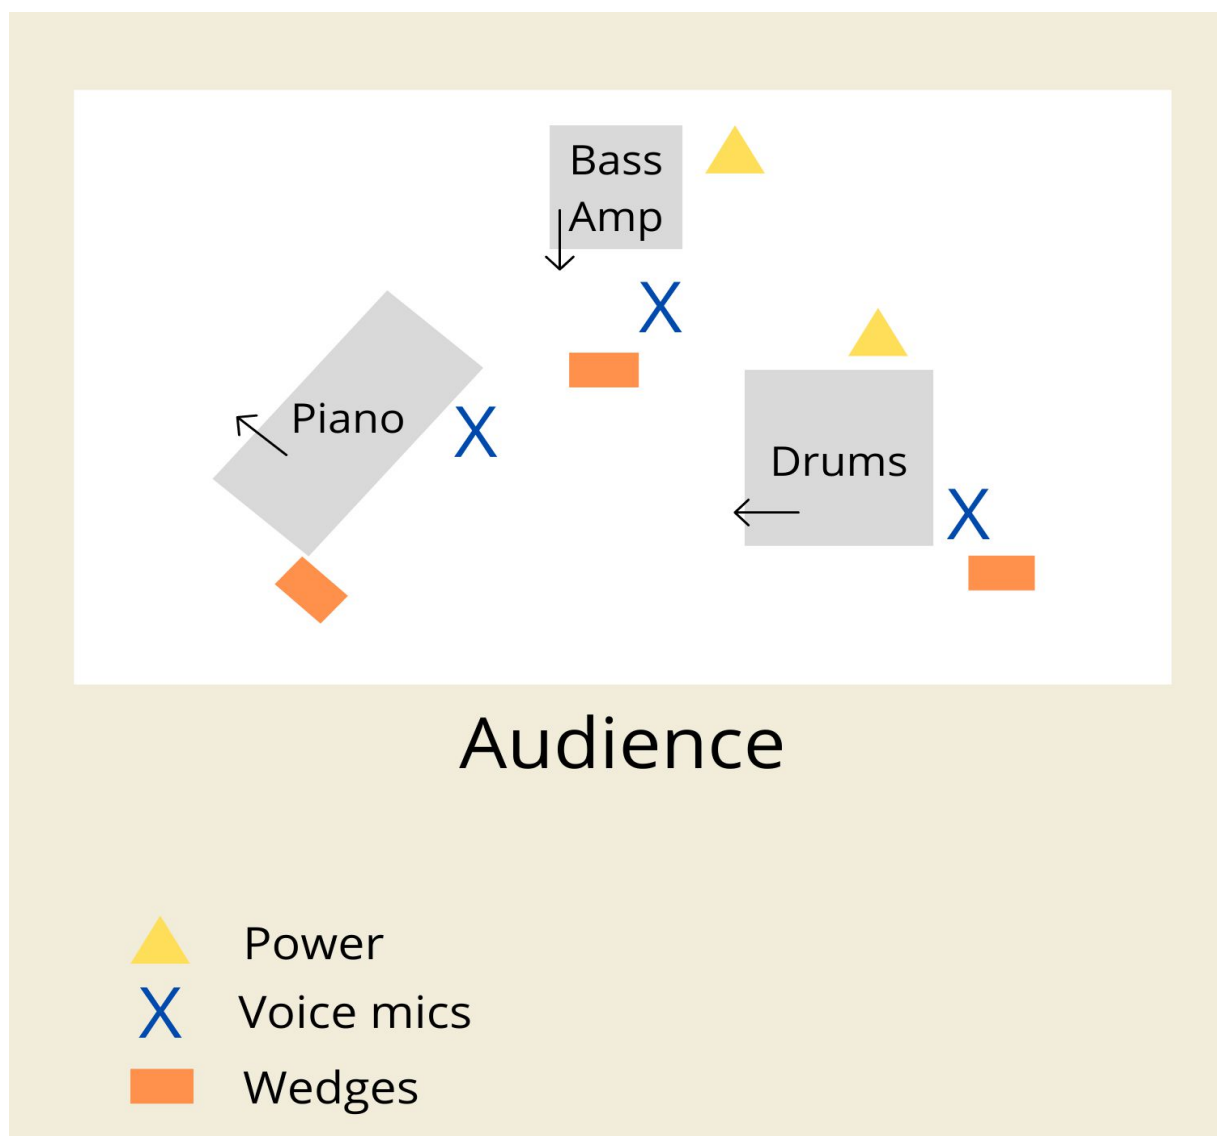 Bass
Amp
Piano
X
X
Drums
X
Audience
Power
X Voice mics
Wedges